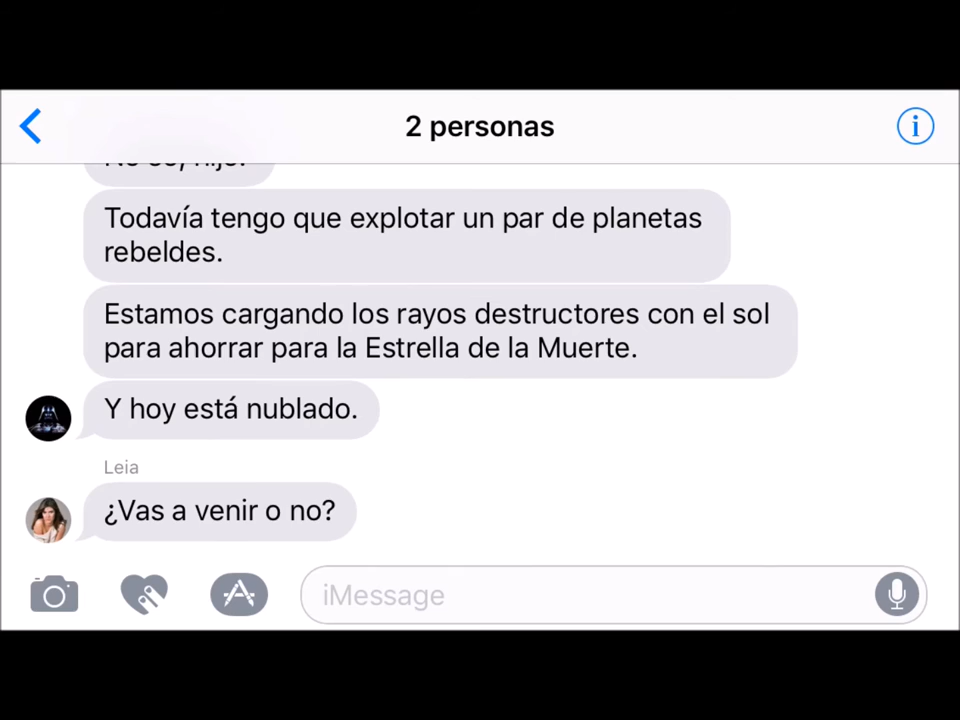 2 personas
Todavía tengo que explotar un par de planetas
rebeldes.
Estamos cargando los rayos destructores con el sol
para ahorrar para la Estrella de la Muerte.
Y hoy está nublado.
Leia
¿Vas a venir o no?
iMessage